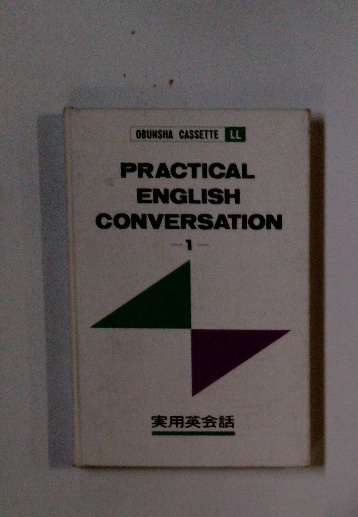 OBUNSHA CASSETTE LL
PRACTICAL
ENGLISH
CONVERSATION
—1—
実用英会話